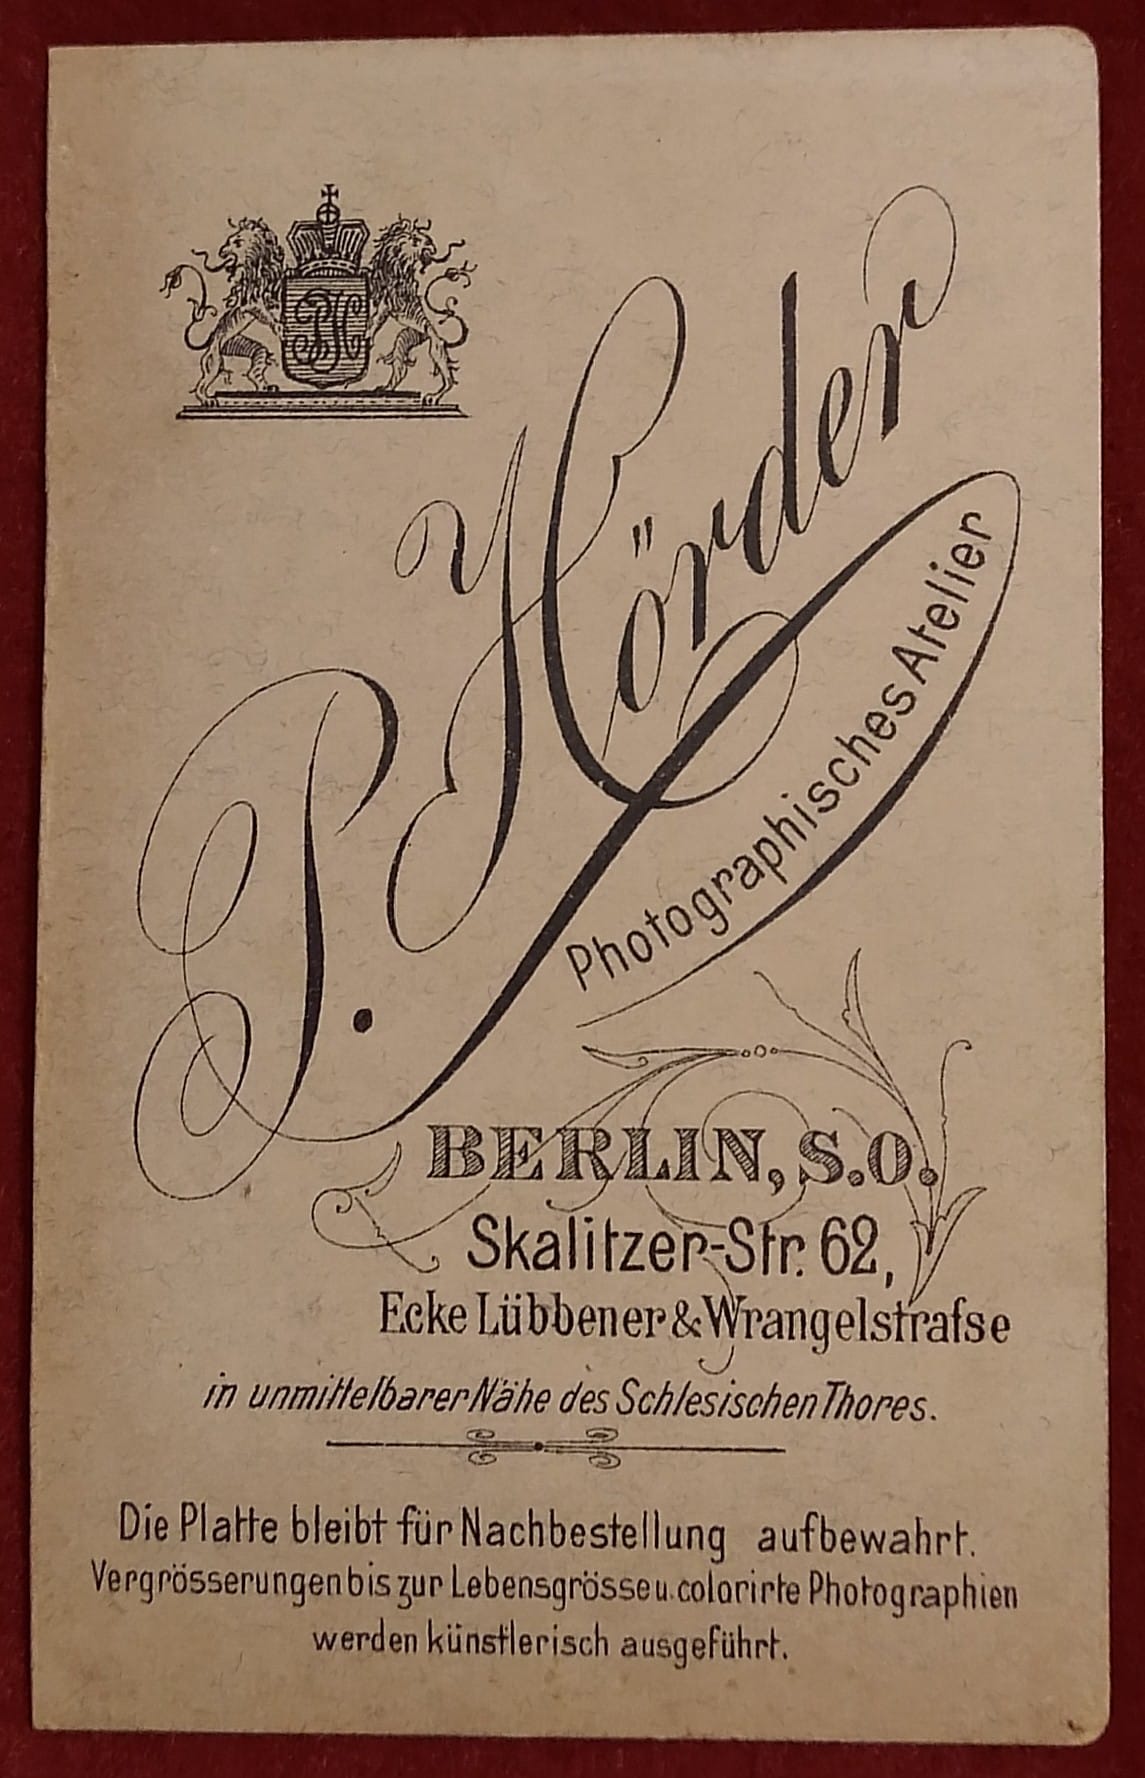 PH
P. Hörder
Photographisches Atelier
BERLIN, S.O.
Skalitzer-Str. 62,
Ecke Lübbener & Wrangelstrafse
in unmittelbarer Nähe des Schlesischen Thores.
Die Platte bleibt für Nachbestellung aufbewahrt.
Vergrösserungen bis zur Lebensgrösse u. colorirte Photographien
werden künstlerisch ausgeführt.